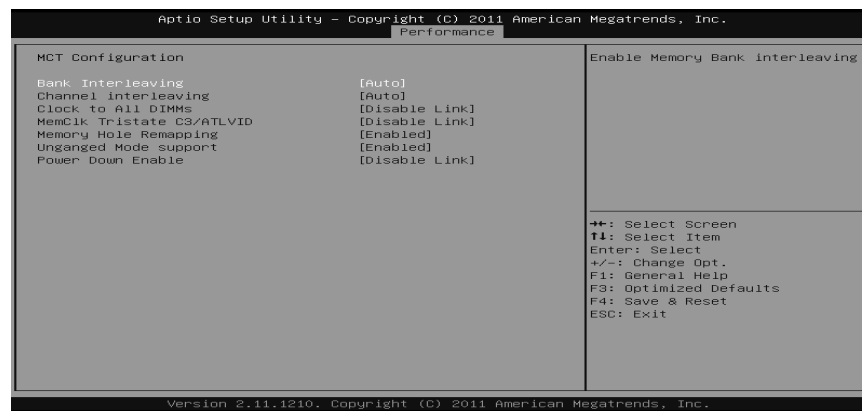 Aptio Setup Utility – Copyright (C) 2011 American Megatrends, Inc.
Performance
MCT Configuration
Bank Interleaving [Auto]
Channel interleaving [Auto]
Clock to All DIMMs [Disable Link]
MemClk Tristate C3/ATLVID [Disable Link]
Memory Hole Remapping [Enabled]
Unganged Mode support [Enabled]
Power Down Enable [Disable Link]
Enable Memory Bank interleaving
→←: Select Screen
↑↓: Select Item
Enter: Select
+/-: Change Opt.
F1: General Help
F3: Optimized Defaults
F4: Save & Reset
ESC: Exit
Version 2.11.1210. Copyright (C) 2011 American Megatrends, Inc.